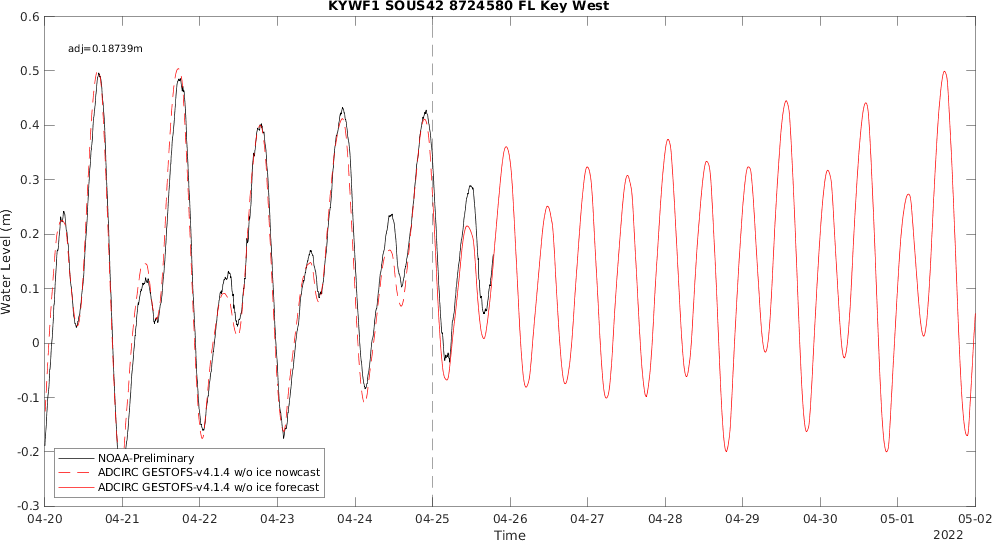 KYWF1 SOUS42 8724580 FL Key West
0.6
adj=0.18739m
0.5
0.4
0.3
0.2
0.1
0
-0.1
-0.2
-0.3
Water Level (m)
NOAA-Preliminary
ADCIRC GESTOFS-v4.1.4 w/o ice nowcast
ADCIRC GESTOFS-v4.1.4 w/o ice forecast
04-20 04-21 04-22 04-23 04-24 04-25 04-26 04-27 04-28 04-29 04-30 05-01 05-02
Time
2022